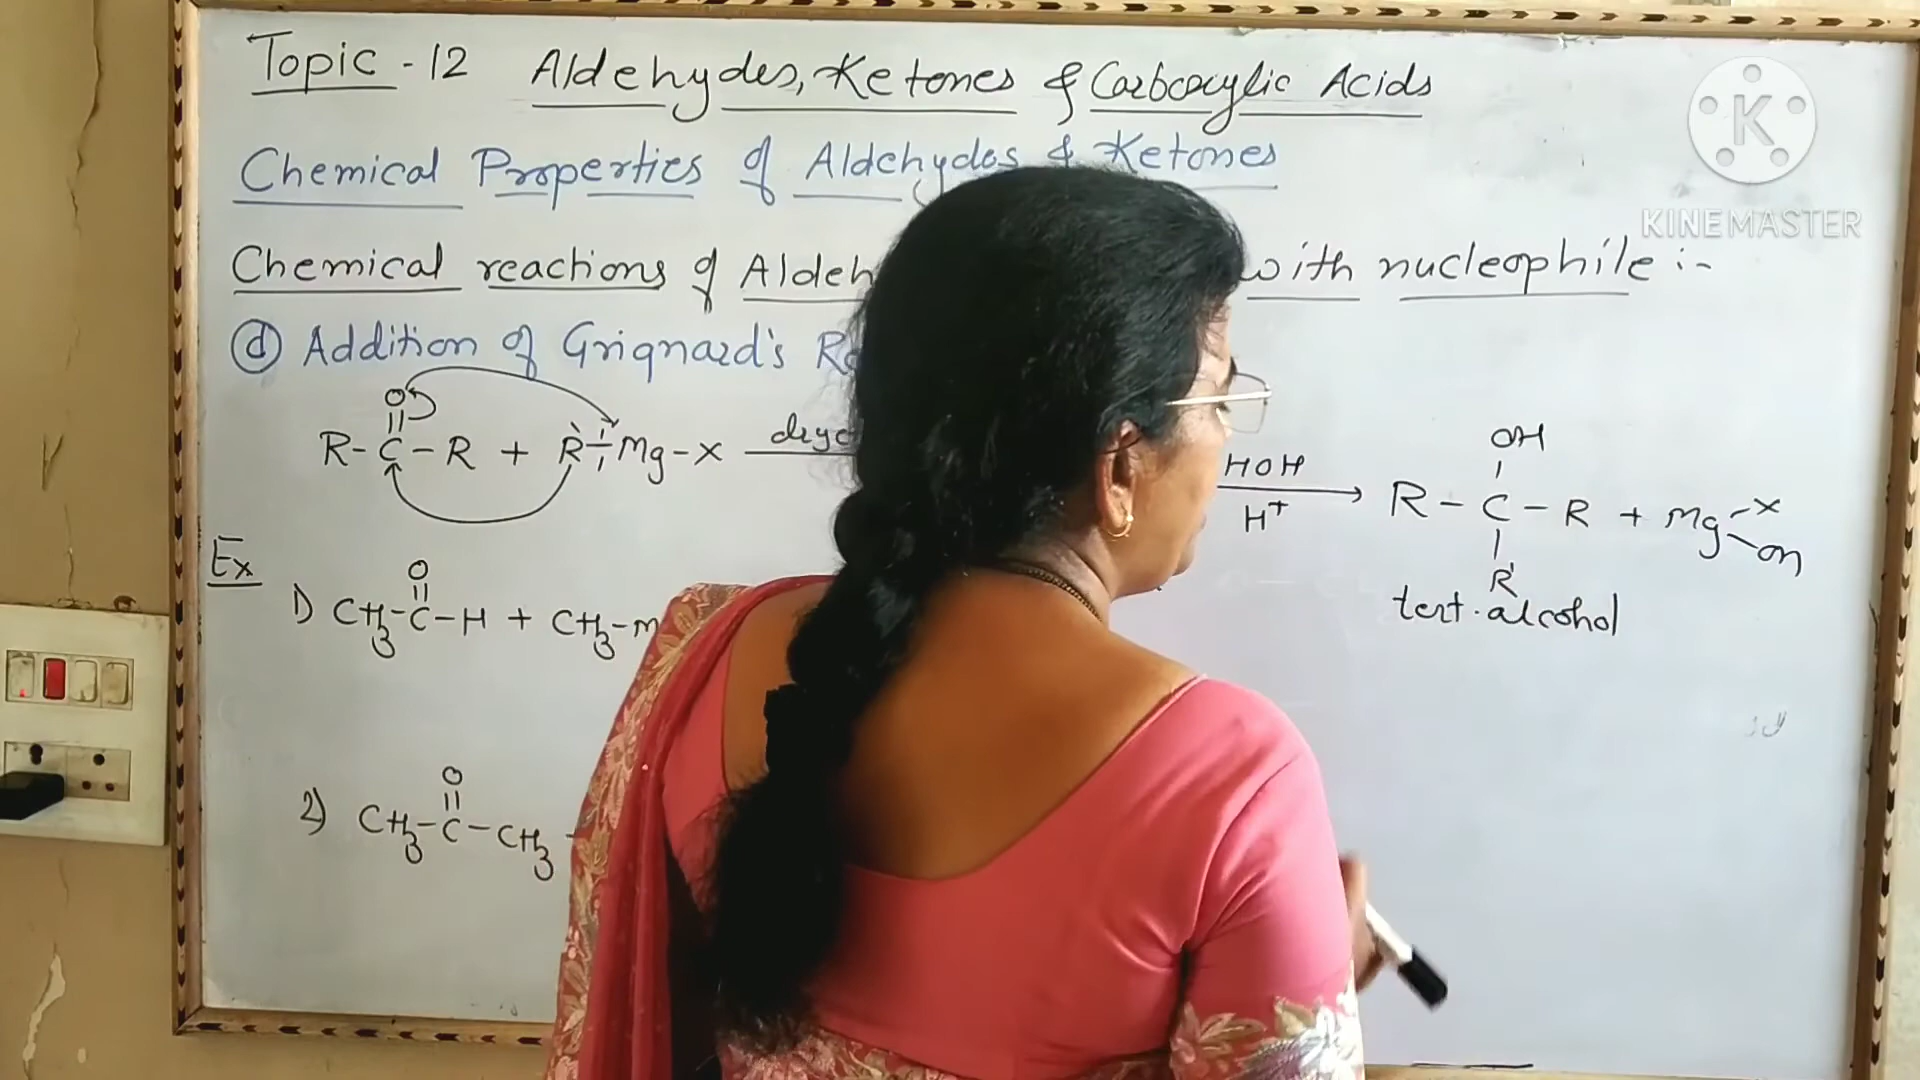 Topic - 12 Aldehydes, Ketones & Carboxylic Acids
Chemical Properties of Aldehydes & Ketones
Chemical reactions of Aldeh with nucleophile :-
(d) Addition of Grignard's
O
R-C-R + R'-Mg-X
HOH
H+
OH
R-C-R + Mg-X
OH
R'
tert. alcohol
Ex
O
1) CH3-C-H + CH3-M
O
2) CH3-C-CH3
K
KINEMASTER